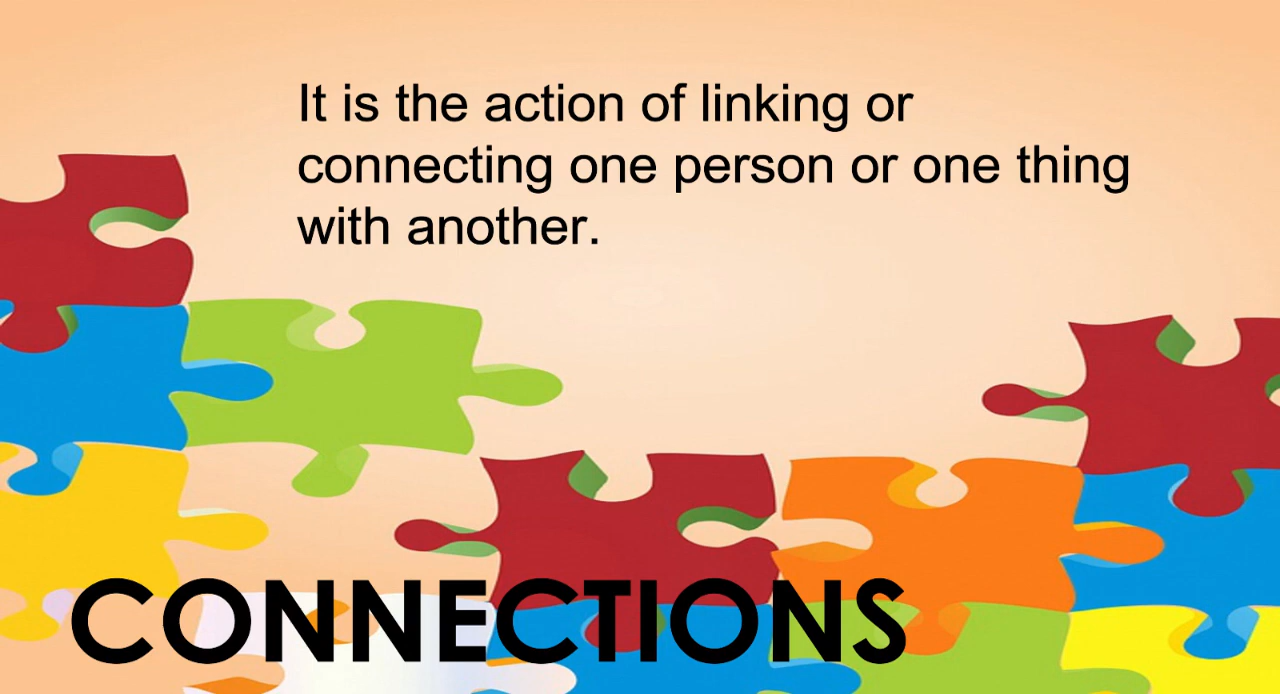 It is the action of linking or
connecting one person or one thing
with another.
CONNECTIONS